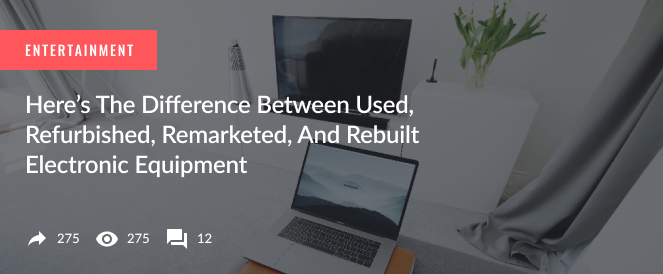 ENTERTAINMENT
Here’s The Difference Between Used,
Refurbished, Remarketed, And Rebuilt
Electronic Equipment
275 275 12